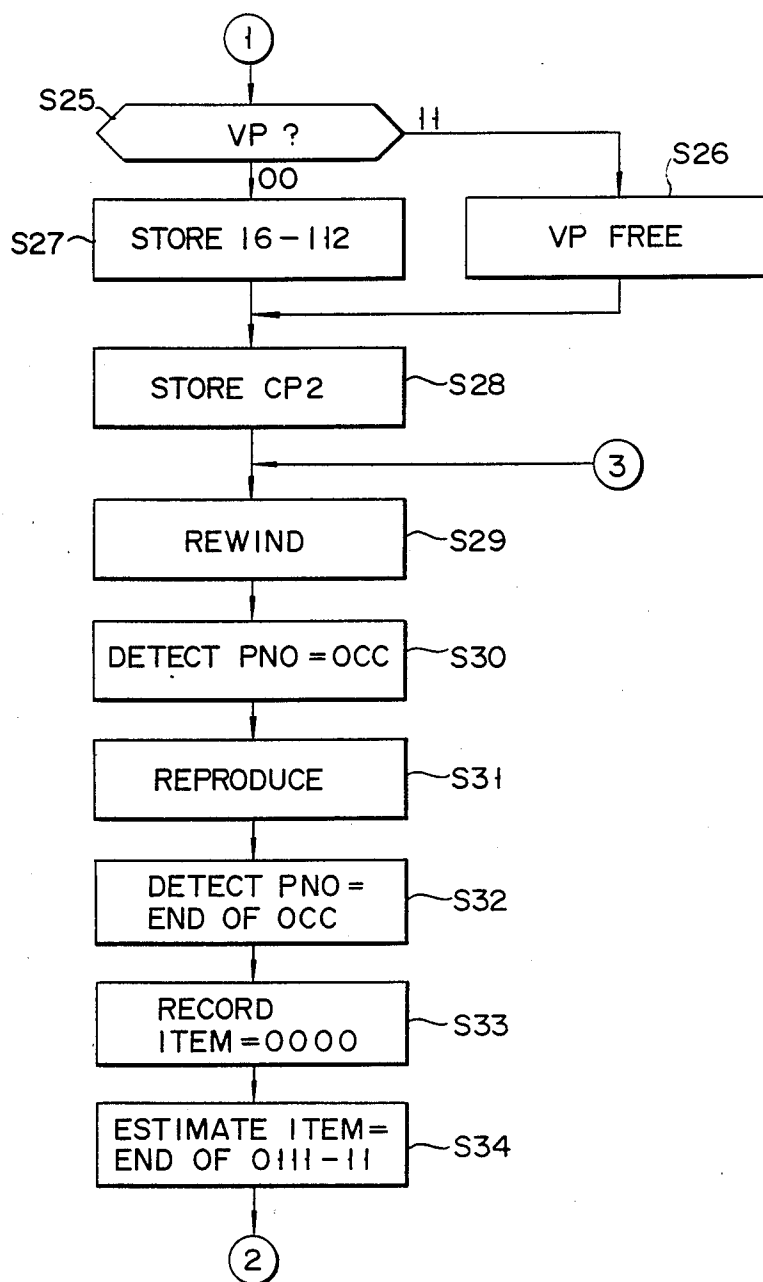 1
S25
VP ?
11
00
S26
VP FREE
S27
STORE 16-112
STORE CP2
S28
3
REWIND
S29
DETECT PNO=0CC
S30
REPRODUCE
S31
DETECT PNO=
END OF 0CC
S32
RECORD
ITEM=0000
S33
ESTIMATE ITEM=
END OF 0111-11
S34
2